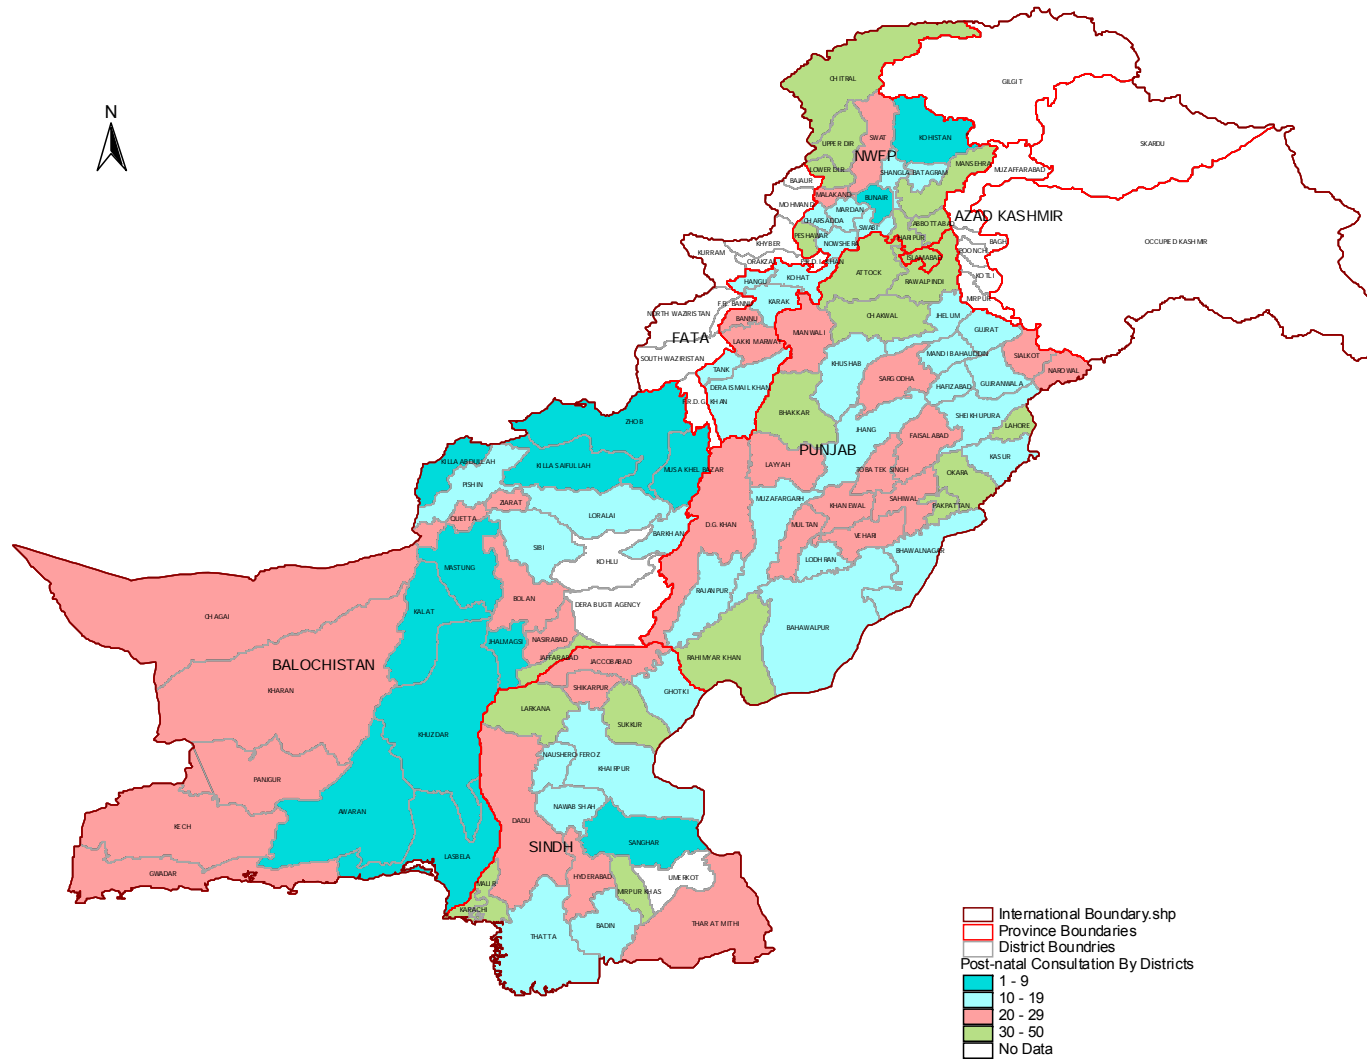 N
CHITRAL
GILGIT
SKARDU
KOHISTAN
SWAT
UPPER DIR
NWFP
LOWER DIR
SHANGLA
BATAGRAM
MANSEHRA
MUZAFFARABAD
BAJAUR
MALAKAND
BUNAIR
MOHMAND
MARDAN
CHARSADDA
SWABI
ABBOTTABAD
AZAD KASHMIR
OCCUPED KASHMIR
PESHAWAR
NOWSHERA
HARIPUR
BAGH
POONCH
KHYBER
KURRAM
ORAKZAI
ISLAMABAD
KOTLI
HANGU
KOHAT
ATTOCK
RAWALPINDI
MIRPUR
F.R. BANNU
KARAK
NORTH WAZIRISTAN
BANNU
CHAKWAL
JHELUM
GUJRAT
FATA
LAKKI MARWAT
MIANWALI
SOUTH WAZIRISTAN
KHUSHAB
MANDI BAHAUDDIN
SIALKOT
NAROWAL
TANK
SARGODHA
HAFIZABAD
GUJRANWALA
DERA ISMAIL KHAN
F.R.D.G. KHAN
BHAKKAR
SHEIKHUPURA
ZHOB
JHANG
FAISALABAD
LAHORE
PUNJAB
KASUR
KILLA ABDULLAH
KILLA SAIFULLAH
MUSA KHEL BAZAR
LAYYAH
TOBA TEK SINGH
OKARA
PISHIN
ZIARAT
MUZAFARGARH
KHANEWAL
SAHIWAL
PAKPATTAN
QUETTA
LORALAI
D.G. KHAN
MULTAN
VEHARI
BARKHAN
SIBI
KOHLU
LODHRAN
BHAWALNAGAR
MASTUNG
RAJANPUR
BOLAN
DERA BUGTI AGENCY
KALAT
CHAGAI
BAHAWALPUR
JHALMAGSI
NASIRABAD
JAFFARABAD
JACCOBABAD
RAHIMYAR KHAN
BALOCHISTAN
KHARAN
SHIKARPUR
GHOTKI
LARKANA
SUKKUR
KHUZDAR
NAUSHERO FEROZ
KHAIRPUR
PANJGUR
NAWAB SHAH
AWARAN
DADU
KECH
SANGHAR
SINDH
LASBELA
GWADAR
HYDERABAD
UMERKOT
MALIR
MIRPUR KHAS
KARACHI
THATTA
BADIN
THAR AT MITHI
International Boundary.shp
Province Boundaries
District Boundries
Post-natal Consultation By Districts
1 - 9
10 - 19
20 - 29
30 - 50
No Data